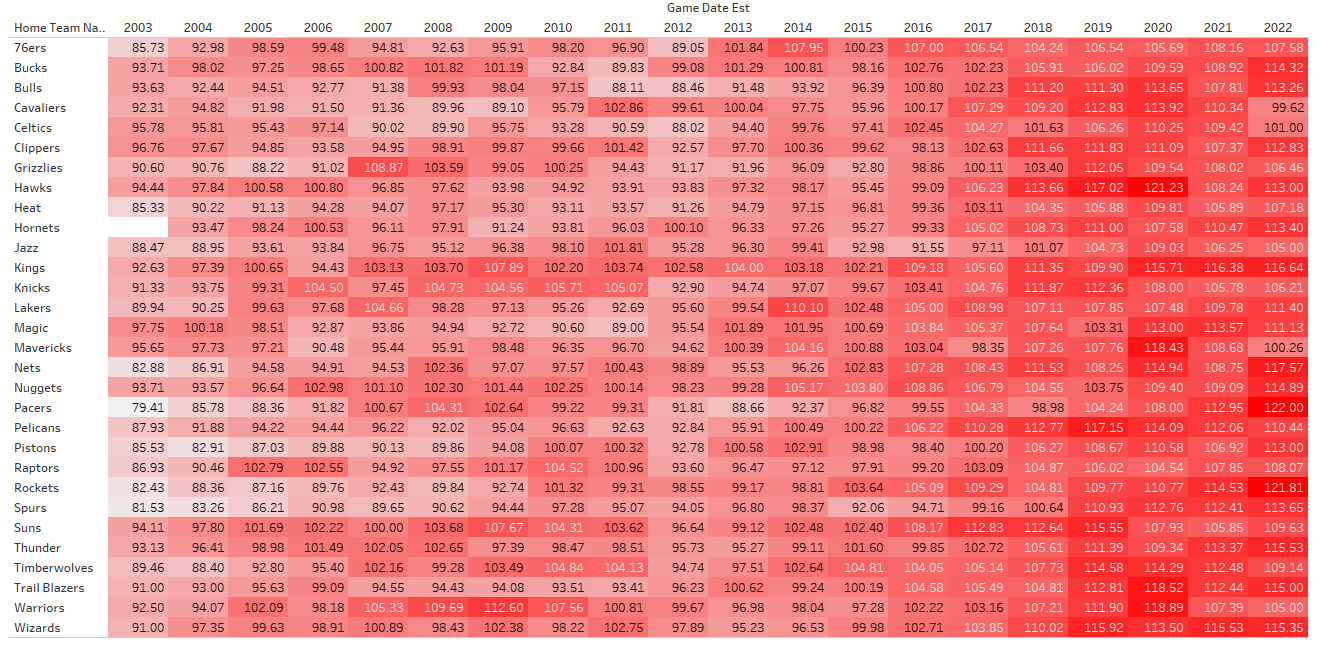 Game Date Est
Home Team Na.. 2003 2004 2005 2006 2007 2008 2009 2010 2011 2012 2013 2014 2015 2016 2017 2018 2019 2020 2021 2022
76ers 85.73 92.98 98.59 99.48 94.81 92.63 95.91 98.20 96.90 89.05 101.84 107.95 100.23 107.00 106.54 104.24 106.54 105.69 108.16 107.58
Bucks 93.71 98.02 97.25 98.65 100.82 101.82 101.19 92.84 89.83 99.08 101.29 100.81 98.16 102.76 102.23 105.91 106.02 109.59 108.92 114.32
Bulls 93.63 92.44 94.51 92.77 91.38 99.93 98.04 97.15 88.11 88.46 91.48 93.92 96.39 100.80 102.23 111.20 111.30 113.65 107.81 113.26
Cavaliers 92.31 94.82 91.98 91.50 91.36 89.96 89.10 95.79 102.86 99.61 100.04 97.75 95.96 100.17 107.29 109.20 112.83 113.92 110.34 99.62
Celtics 95.78 95.81 95.43 97.14 90.02 89.90 95.75 93.28 90.59 88.02 94.40 99.76 97.41 102.45 104.27 101.63 106.26 110.25 109.42 101.00
Clippers 96.76 97.67 94.85 93.58 94.95 98.91 99.87 99.66 101.42 92.57 97.70 100.36 99.62 98.13 102.63 111.66 111.83 111.09 107.37 112.83
Grizzlies 90.60 90.76 88.22 91.02 108.87 103.59 99.05 100.25 94.43 91.17 91.96 96.09 92.80 98.86 100.11 103.40 112.05 109.54 108.02 106.46
Hawks 94.44 97.84 100.58 100.80 96.85 97.62 93.98 94.92 93.91 93.83 97.32 98.17 95.45 99.09 106.23 113.66 117.02 121.23 108.24 113.00
Heat 85.33 90.22 91.13 94.28 94.07 97.17 95.30 93.11 93.57 91.26 94.79 97.15 96.81 99.36 103.11 104.35 105.88 109.81 105.89 107.18
Hornets 93.47 98.24 100.53 96.11 97.91 91.24 93.81 96.03 100.10 96.33 97.26 95.27 99.33 105.02 108.73 111.00 107.58 110.47 113.40
Jazz 88.47 88.95 93.61 93.84 96.75 95.12 96.38 98.10 101.81 95.28 96.30 99.41 92.98 91.55 97.11 101.07 104.73 109.03 106.25 105.00
Kings 92.63 97.39 100.65 94.43 103.13 103.70 107.89 102.20 103.74 102.58 104.00 103.18 102.21 109.18 105.60 111.35 109.90 115.71 116.38 116.64
Knicks 91.33 93.75 99.31 104.50 97.45 104.73 104.56 105.71 105.07 92.90 94.74 97.07 99.67 103.41 104.76 111.87 112.36 108.00 105.78 106.21
Lakers 89.94 90.25 99.63 97.68 104.66 98.28 97.13 95.26 92.69 95.60 99.54 110.10 102.48 105.00 108.98 107.11 107.85 107.48 109.78 111.40
Magic 97.75 100.18 98.51 92.87 93.86 94.94 92.72 90.60 89.00 95.54 101.89 101.95 100.69 103.84 105.37 107.64 103.31 113.00 113.57 111.13
Mavericks 95.65 97.73 97.21 90.48 95.44 95.91 98.48 96.35 96.70 94.62 100.39 104.16 100.88 103.04 98.35 107.26 107.76 118.43 108.68 100.26
Nets 82.88 86.91 94.58 94.91 94.53 102.36 97.07 97.57 100.43 98.89 95.53 96.26 102.83 107.28 108.43 111.53 108.25 114.94 108.75 117.57
Nuggets 93.71 93.57 96.64 102.98 101.10 102.30 101.44 102.25 100.14 98.23 99.28 105.17 103.80 108.86 106.79 104.55 103.75 109.40 109.09 114.89
Pacers 79.41 85.78 88.36 91.82 100.67 104.31 102.64 99.22 99.31 91.81 88.66 92.37 96.82 99.55 104.33 98.98 104.24 108.00 112.95 122.00
Pelicans 87.93 91.88 94.22 94.44 96.22 92.02 95.04 96.63 92.63 92.84 95.91 100.49 100.22 106.22 110.28 112.77 117.15 114.09 112.06 110.44
Pistons 85.53 82.91 87.03 89.88 90.13 89.86 94.08 100.07 100.32 92.78 100.58 102.91 98.98 98.40 100.20 106.27 108.67 110.58 106.92 113.00
Raptors 86.93 90.46 102.79 102.55 94.92 97.55 101.17 104.52 100.96 93.60 96.47 97.12 97.91 99.20 103.09 104.87 106.02 104.54 107.85 108.07
Rockets 82.43 88.36 87.16 89.76 92.43 89.84 92.74 101.32 99.31 98.55 99.17 98.81 103.64 105.09 109.29 104.81 109.77 110.77 114.53 121.81
Spurs 81.53 83.26 86.21 90.98 89.65 90.62 94.44 97.28 95.07 94.05 96.80 98.37 92.06 94.71 99.16 100.64 110.93 112.76 112.41 113.65
Suns 94.11 97.80 101.69 102.22 100.00 103.68 107.67 104.31 103.62 96.64 99.12 102.48 102.40 108.17 112.83 112.64 115.55 107.93 105.85 109.63
Thunder 93.13 96.41 98.98 101.49 102.05 102.65 97.39 98.47 98.51 95.73 95.27 99.11 101.60 99.85 102.72 105.61 111.39 109.34 113.37 115.53
Timberwolves 89.46 88.40 92.80 95.40 102.16 99.28 103.49 104.84 104.13 94.74 97.51 102.64 104.81 104.05 105.14 107.73 114.58 114.29 112.48 109.14
Trail Blazers 91.00 93.00 95.63 99.09 94.55 94.43 94.08 93.51 93.41 96.23 100.62 99.24 100.19 104.58 105.49 104.81 112.81 118.52 112.44 115.00
Warriors 92.50 94.07 102.09 98.18 105.33 109.69 112.60 107.56 100.81 99.67 96.98 98.04 97.28 102.22 103.16 107.21 111.90 118.89 107.39 105.00
Wizards 91.00 97.35 99.63 98.91 100.89 98.43 102.38 98.22 102.75 97.89 95.23 96.53 99.98 102.71 103.85 110.02 115.92 113.50 115.53 115.35